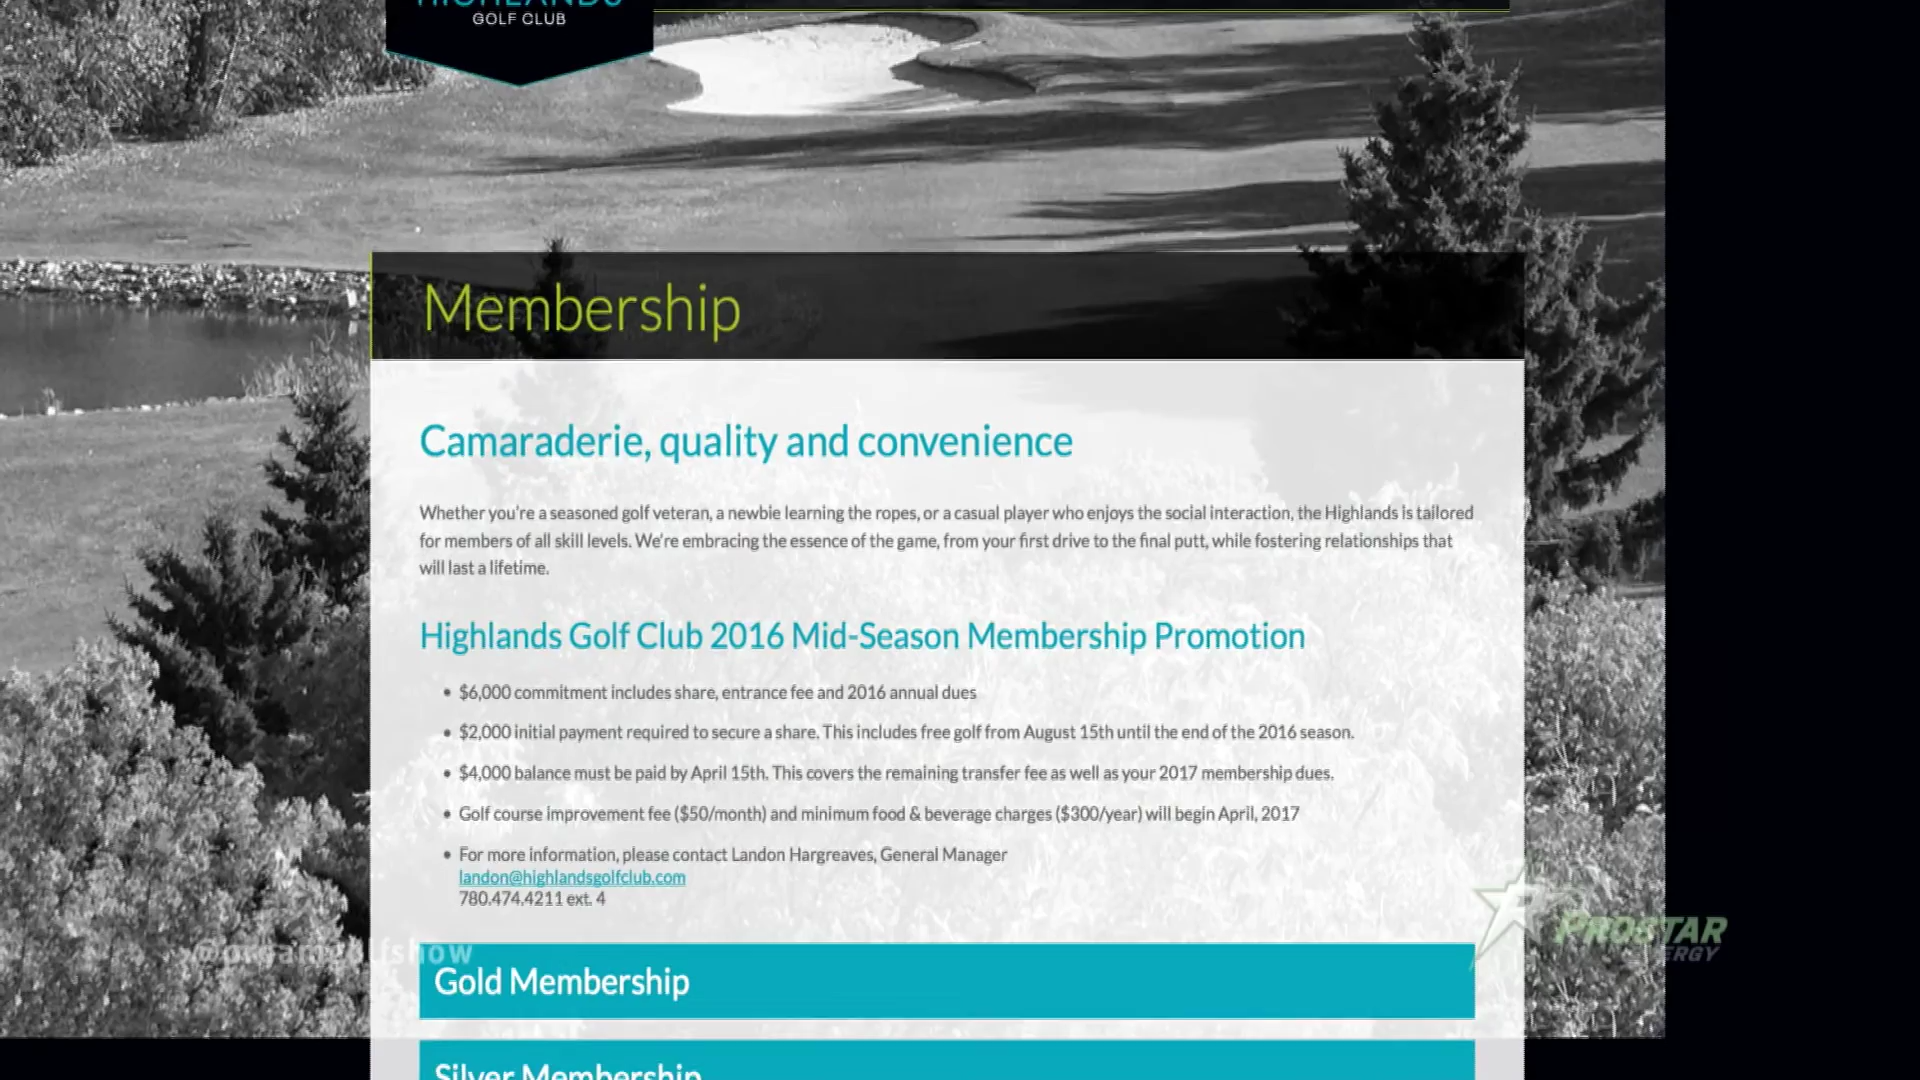 HIGHLANDS
GOLF CLUB
Membership
Camaraderie, quality and convenience
Whether you're a seasoned golf veteran, a newbie learning the ropes, or a casual player who enjoys the social interaction, the Highlands is tailored
for members of all skill levels. We're embracing the essence of the game, from your first drive to the final putt, while fostering relationships that
will last a lifetime.
Highlands Golf Club 2016 Mid-Season Membership Promotion
• $6,000 commitment includes share, entrance fee and 2016 annual dues
• $2,000 initial payment required to secure a share. This includes free golf from August 15th until the end of the 2016 season.
• $4,000 balance must be paid by April 15th. This covers the remaining transfer fee as well as your 2017 membership dues.
• Golf course improvement fee ($50/month) and minimum food & beverage charges ($300/year) will begin April, 2017
• For more information, please contact Landon Hargreaves, General Manager
landon@highlandsgolfclub.com
780.474.4211 ext. 4
PROSTAR
Gold Membership
Silver Membership